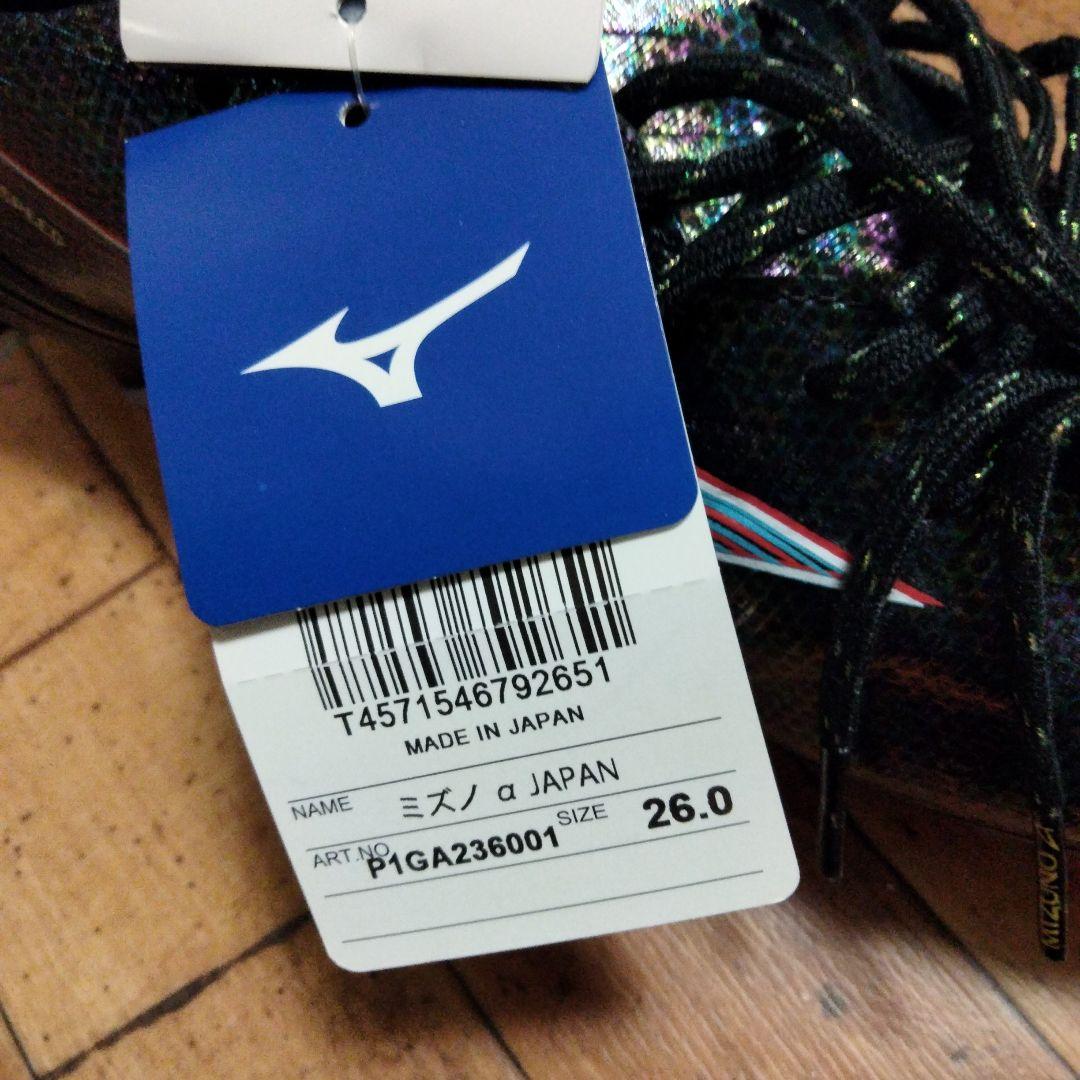 T4571546792651
MADE IN JAPAN
NAME ミズノ α JAPAN
ART.NO. P1GA236001 SIZE 26.0
MIZUNO